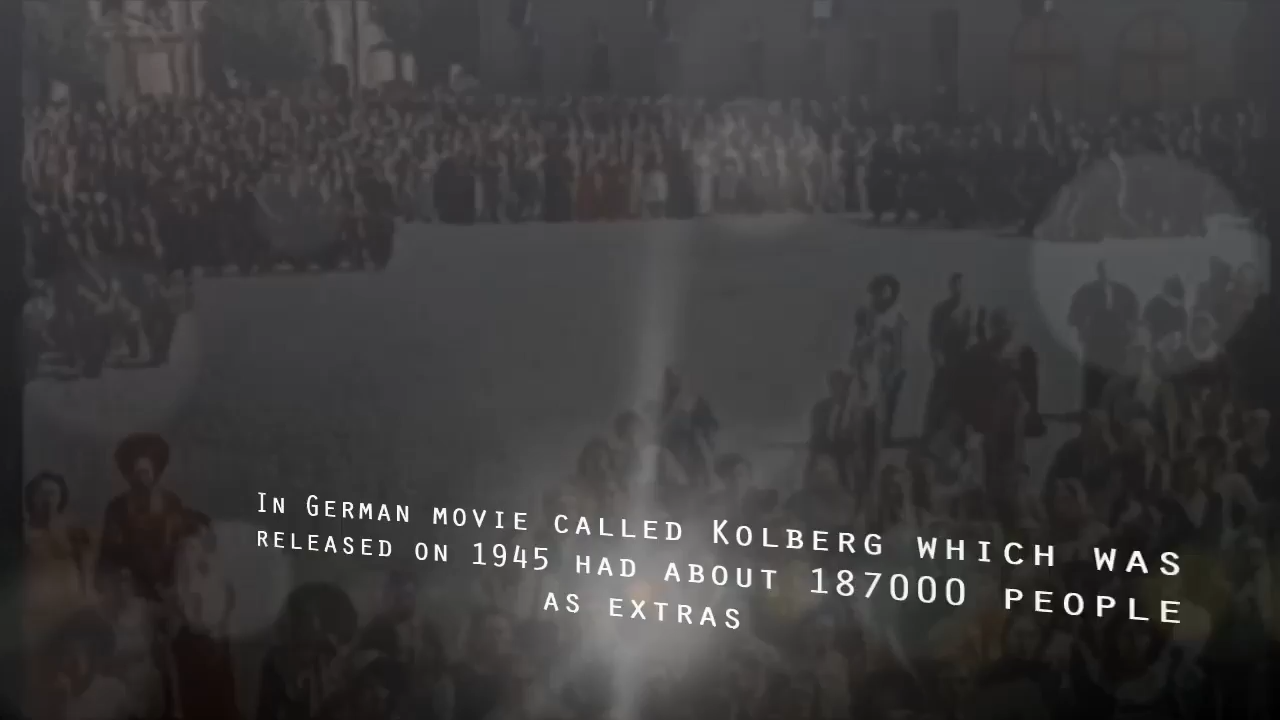 In German movie called Kolberg which was
released on 1945 had about 187000 people
as extras